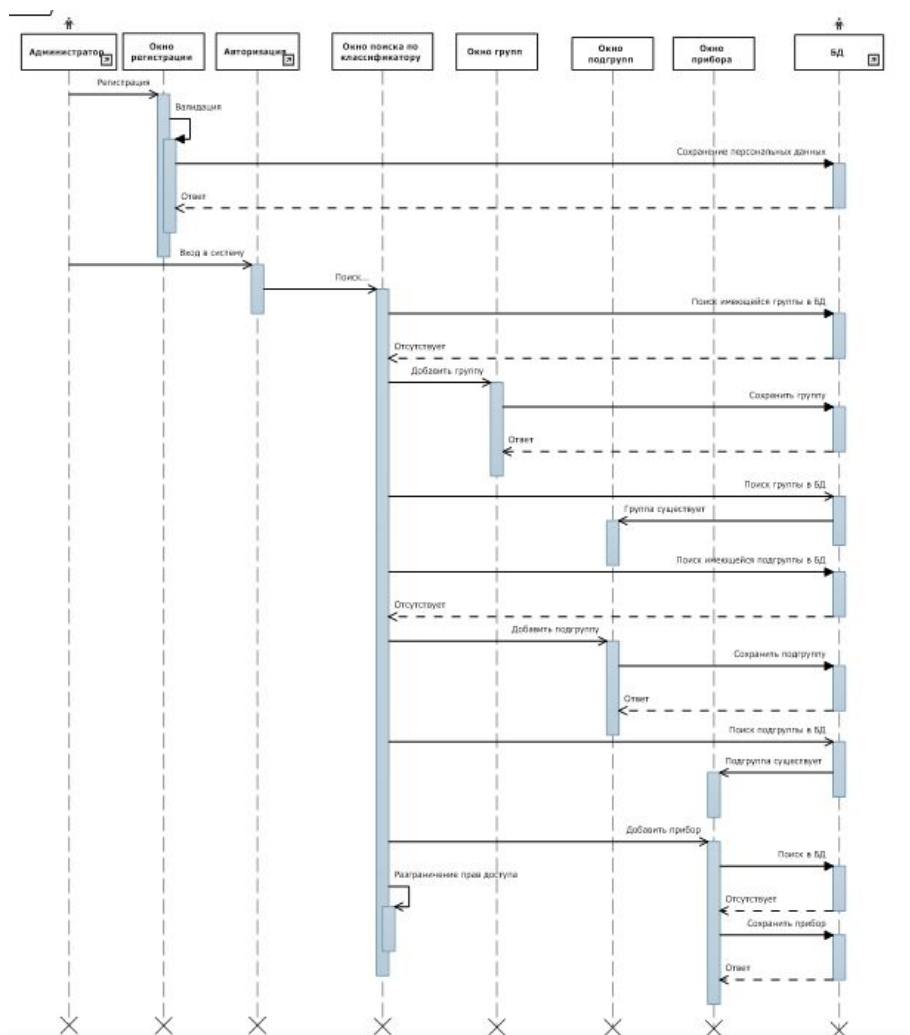 Администратор
Окно
регистрации
Авторизация
Окно поиска по
классификатору
Окно групп
Окно
подгрупп
Окно
прибора
БД
Регистрация
Валидация
Сохранение персональных данных
Ответ
Вход в систему
Поиск...
Поиск имеющейся группы в БД
Отсутствует
Добавить группу
Сохранить группу
Ответ
Поиск группы в БД
Группа существует
Поиск имеющейся подгруппы в БД
Отсутствует
Добавить подгруппу
Сохранить подгруппу
Ответ
Поиск подгруппы в БД
Подгруппа существует
Добавить прибор
Поиск в БД
Разграничение прав доступа
Отсутствует
Сохранить прибор
Ответ